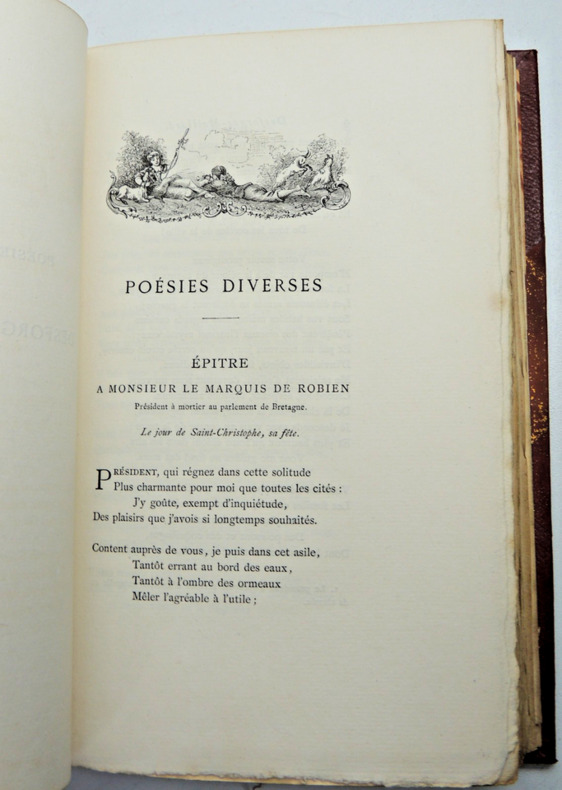 POÉSIES DIVERSES
ÉPITRE
A MONSIEUR LE MARQUIS DE ROBIEN
Président à mortier au parlement de Bretagne.
Le jour de Saint-Christophe, sa fête.
PRÉSIDENT, qui régnez dans cette solitude
Plus charmante pour moi que toutes les cités :
J'y goûte, exempt d'inquiétude,
Des plaisirs que j'avois si longtemps souhaités.
Content auprès de vous, je puis dans cet asile,
Tantôt errant au bord des eaux,
Tantôt à l'ombre des ormeaux
Mêler l'agréable à l'utile ;